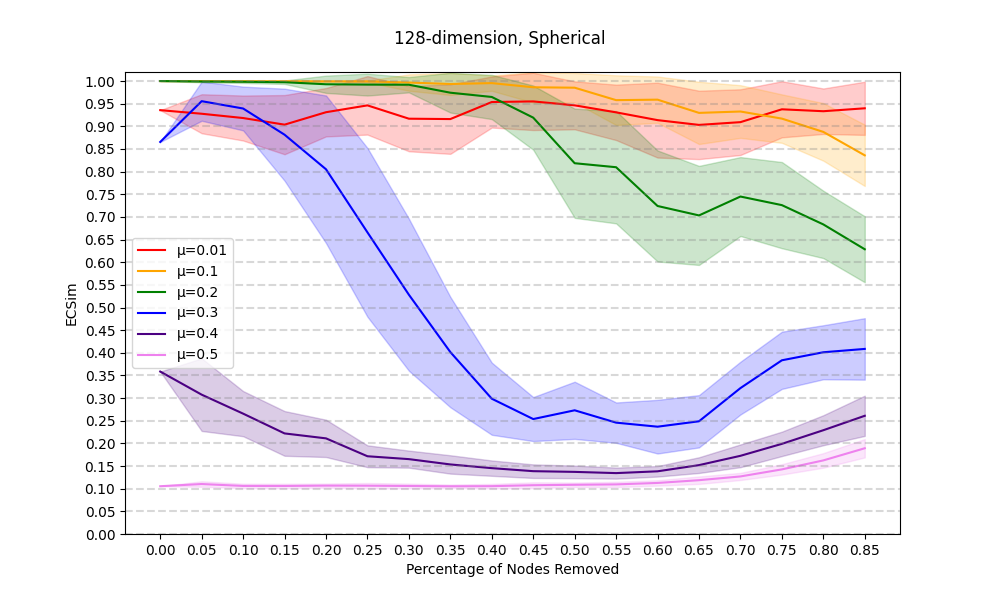 128-dimension, Spherical
1.00
0.95
0.90
0.85
0.80
0.75
0.70
0.65
0.60
0.55
0.50
0.45
0.40
0.35
0.30
0.25
0.20
0.15
0.10
0.05
0.00
ECSim
μ=0.01
μ=0.1
μ=0.2
μ=0.3
μ=0.4
μ=0.5
0.00 0.05 0.10 0.15 0.20 0.25 0.30 0.35 0.40 0.45 0.50 0.55 0.60 0.65 0.70 0.75 0.80 0.85
Percentage of Nodes Removed